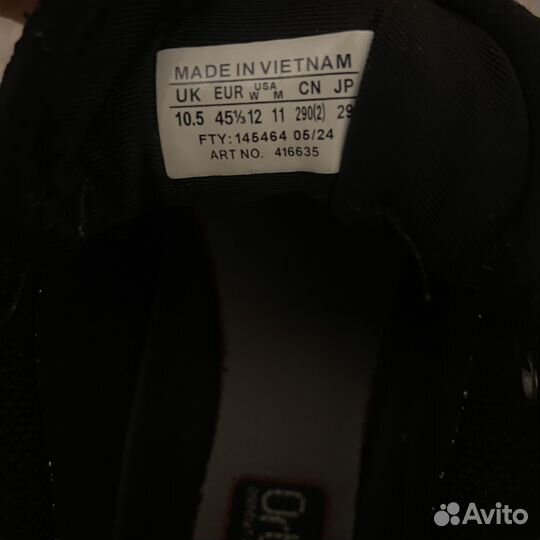 MADE IN VIETNAM
UK EUR USA W M CN JP
10.5 45⅓ 12 11 290(2) 29
FTY: 145464 05/24
ART NO. 416635
Avito